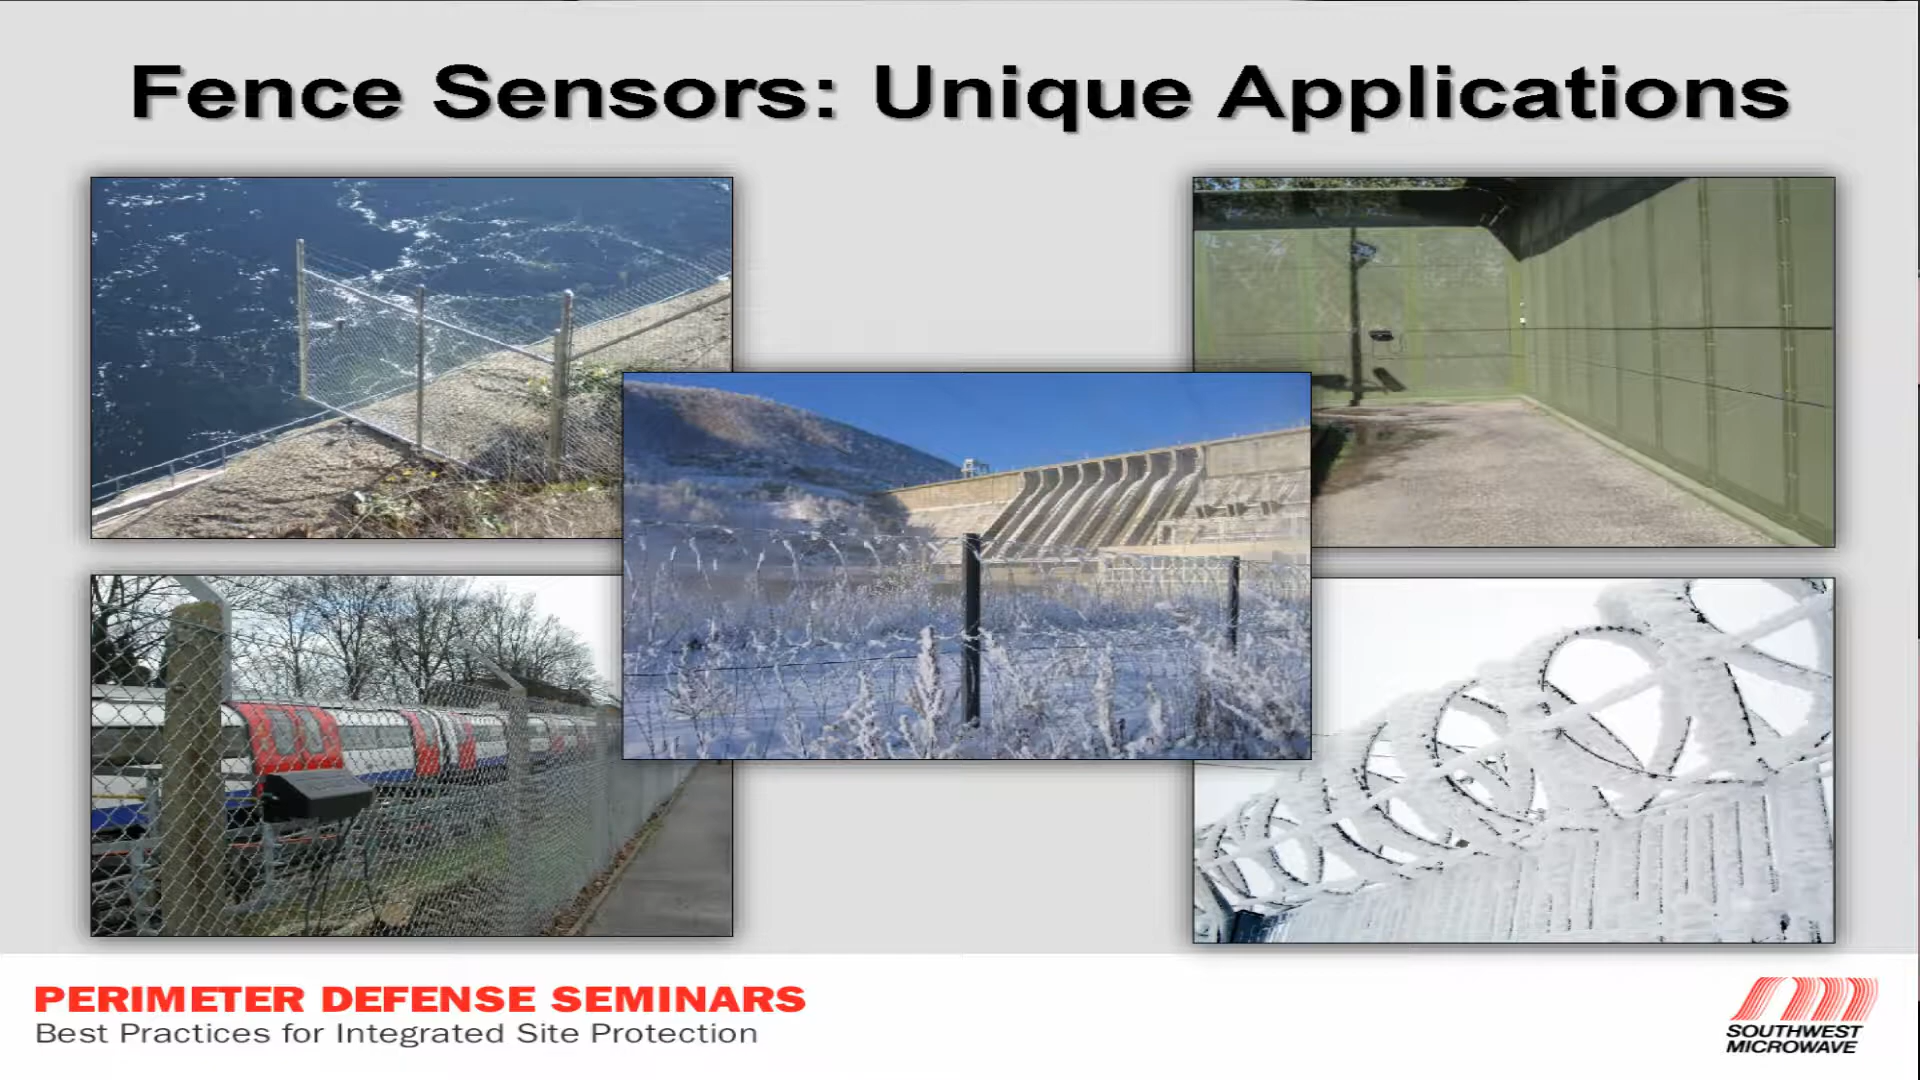 Fence Sensors: Unique Applications
PERIMETER DEFENSE SEMINARS
Best Practices for Integrated Site Protection
SOUTHWEST
MICROWAVE